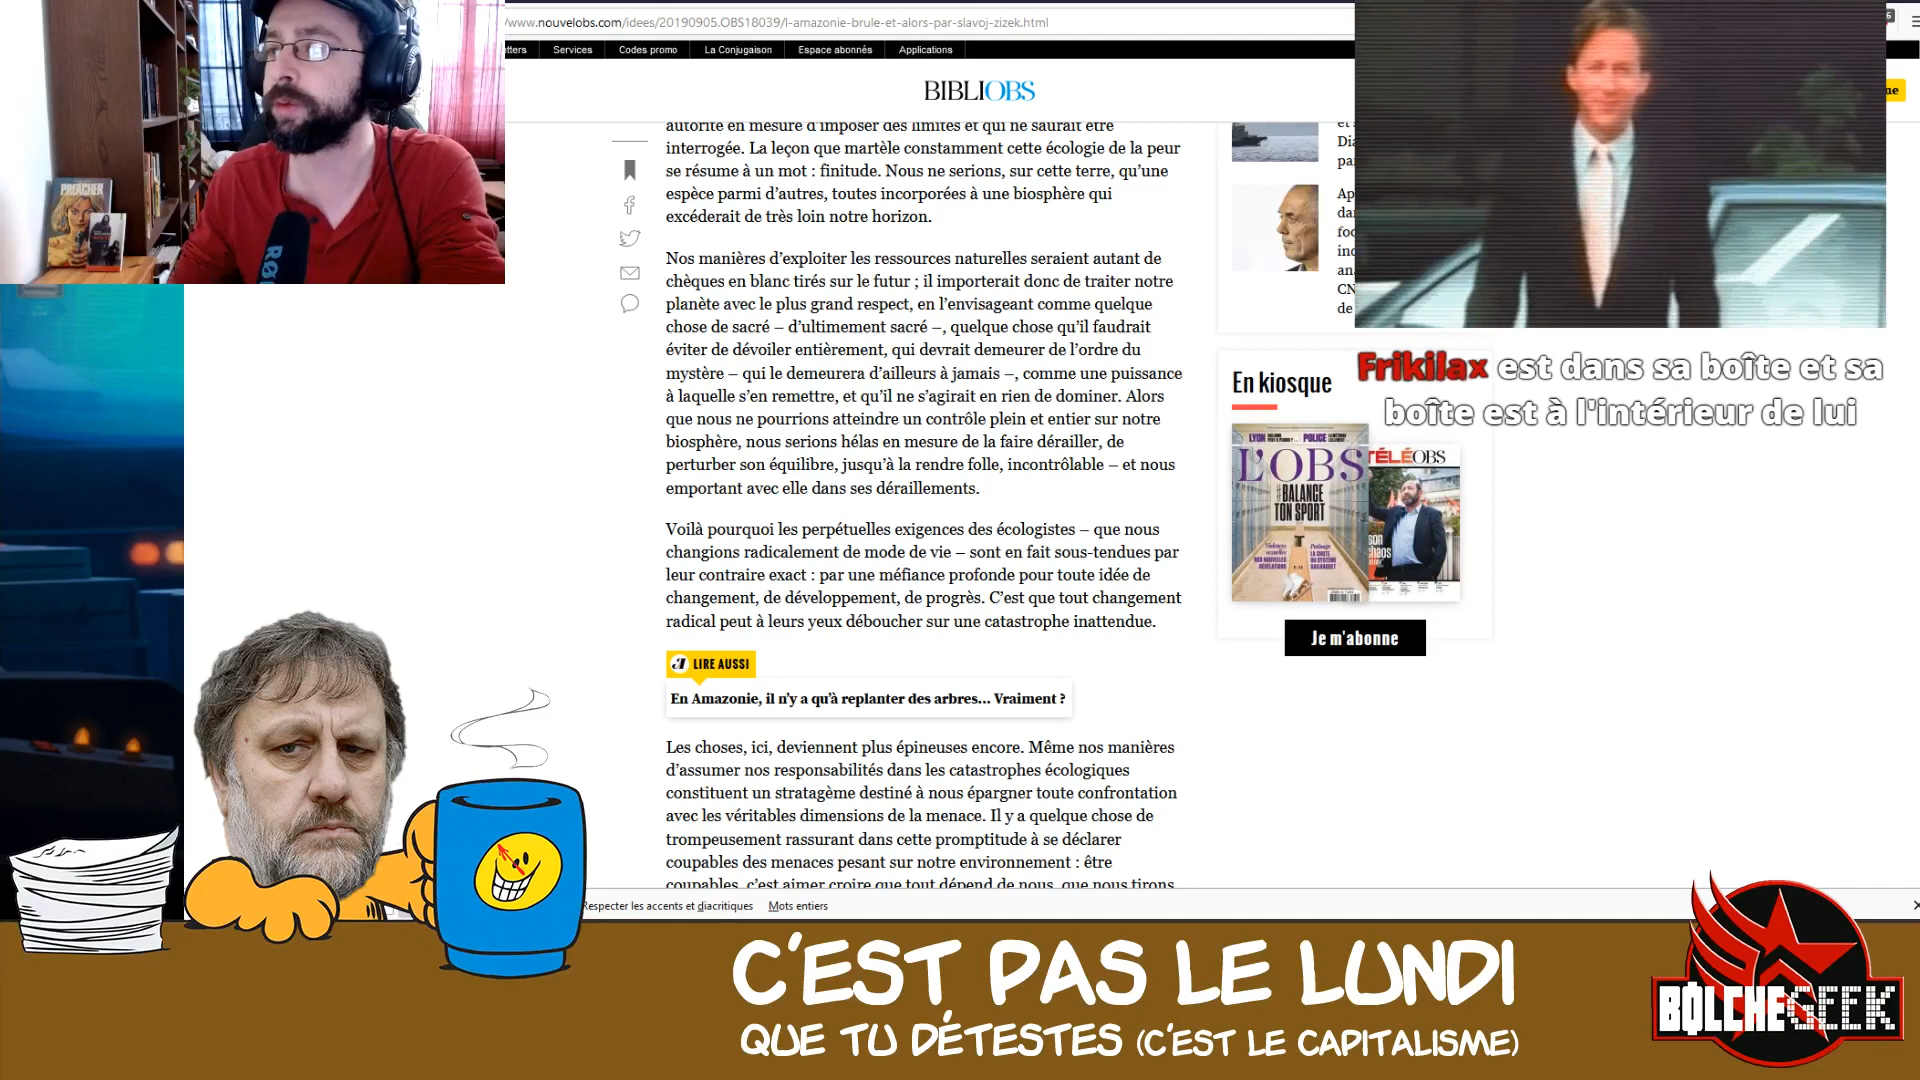 /www.nouvelobs.com/idees/20190905.OBS18039/l-amazonie-brule-et-alors-par-slavoj-zizek.html
Services
Codes promo
La Conjugaison
Espace abonnés
Applications
BIBLIOBS
PREACHER
autorité en mesure d'imposer des limites et qui ne saurait être
interrogée. La leçon que martèle constamment cette écologie de la peur
se résume à un mot : finitude. Nous ne serions, sur cette terre, qu'une
espèce parmi d'autres, toutes incorporées à une biosphère qui
excéderait de très loin notre horizon.
Nos manières d'exploiter les ressources naturelles seraient autant de
chèques en blanc tirés sur le futur ; il importerait donc de traiter notre
planète avec le plus grand respect, en l'envisageant comme quelque
chose de sacré – d'ultimement sacré –, quelque chose qu'il faudrait
éviter de dévoiler entièrement, qui devrait demeurer de l'ordre du
mystère – qui le demeurera d'ailleurs à jamais –, comme une puissance
à laquelle s'en remettre, et qu'il ne s'agirait en rien de dominer. Alors
que nous ne pourrions atteindre un contrôle plein et entier sur notre
biosphère, nous serions hélas en mesure de la faire dérailler, de
perturber son équilibre, jusqu'à la rendre folle, incontrôlable – et nous
emportant avec elle dans ses déraillements.
Voilà pourquoi les perpétuelles exigences des écologistes – que nous
changions radicalement de mode de vie – sont en fait sous-tendues par
leur contraire exact : par une méfiance profonde pour toute idée de
changement, de développement, de progrès. C'est que tout changement
radical peut à leurs yeux déboucher sur une catastrophe inattendue.
LIRE AUSSI
En Amazonie, il n'y a qu'à replanter des arbres... Vraiment ?
Les choses, ici, deviennent plus épineuses encore. Même nos manières
d'assumer nos responsabilités dans les catastrophes écologiques
constituent un stratagème destiné à nous épargner toute confrontation
avec les véritables dimensions de la menace. Il y a quelque chose de
trompeusement rassurant dans cette promptitude à se déclarer
coupables des menaces pesant sur notre environnement : être
coupables, c'est aimer croire que tout dépend de nous, que nous tirons
Respecter les accents et diacritiques
Mots entiers
Frikilax est dans sa boîte et sa
boîte est à l'intérieur de lui
En kiosque
LYON
POLICE
L'OBS
#BALANCE
TON SPORT
TÉLÉOBS
Je m'abonne
C'EST PAS LE LUNDI
QUE TU DÉTESTES (C'EST LE CAPITALISME)
BOLCHEGEEK